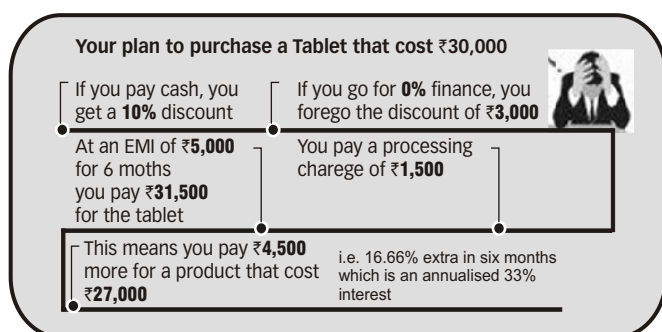 Your plan to purchase a Tablet that cost ₹30,000
If you pay cash, you
get a 10% discount
If you go for 0% finance, you
forego the discount of ₹3,000
At an EMI of ₹5,000
for 6 moths
you pay ₹31,500
for the tablet
You pay a processing
charege of ₹1,500
This means you pay ₹4,500
more for a product that cost
₹27,000
i.e. 16.66% extra in six months
which is an annualised 33%
interest